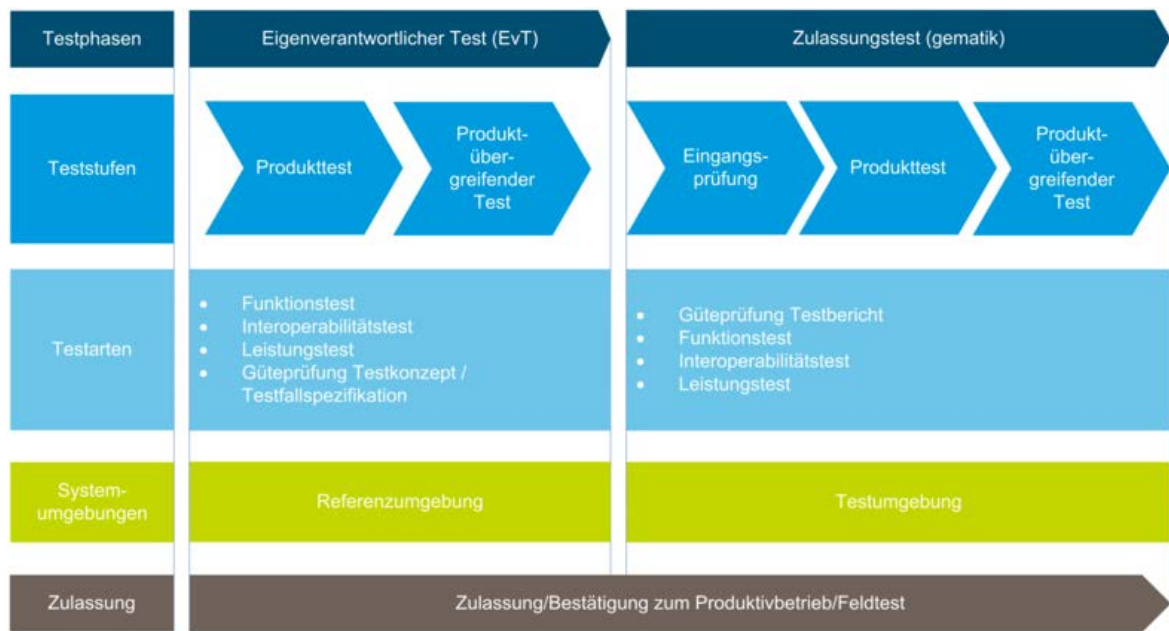 Testphasen
Eigenverantwortlicher Test (EvT)
Zulassungstest (gematik)
Teststufen
Produkttest
Produkt-
über-
greifender
Test
Eingangs-
prüfung
Produkttest
Produkt-
über-
greifender
Test
Testarten
• Funktionstest
• Interoperabilitätstest
• Leistungstest
• Güteprüfung Testkonzept /
Testfallspezifikation
• Güteprüfung Testbericht
• Funktionstest
• Interoperabilitätstest
• Leistungstest
System-
umgebungen
Referenzumgebung
Testumgebung
Zulassung
Zulassung/Bestätigung zum Produktivbetrieb/Feldtest